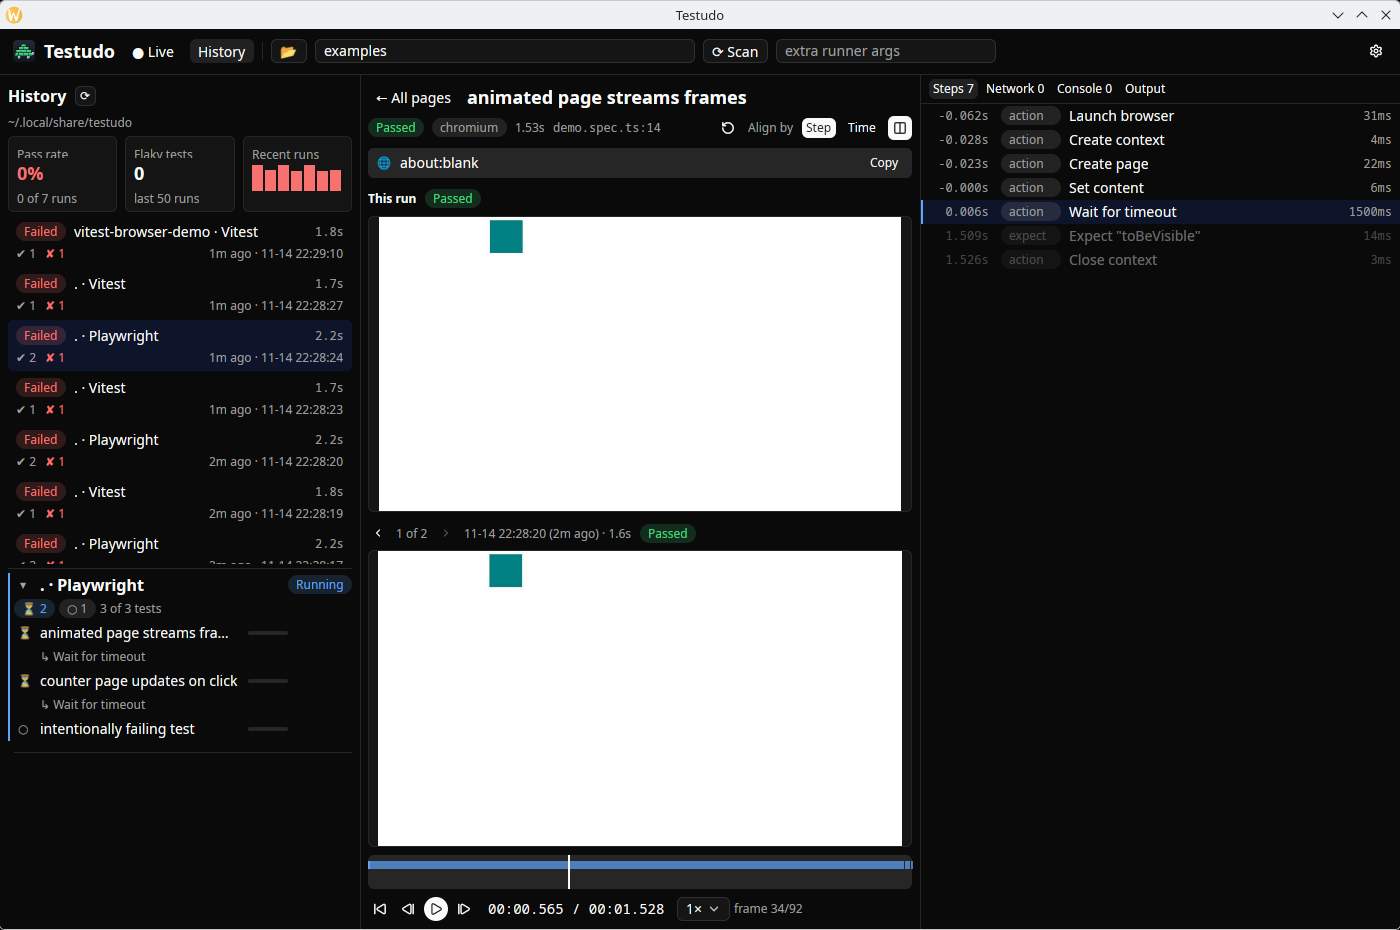 Testudo
Testudo ● Live History examples ⟳ Scan extra runner args
History
~/.local/share/testudo
Pass rate
0%
0 of 7 runs
Flaky tests
0
last 50 runs
Recent runs
Failed vitest-browser-demo · Vitest 1.8s
✔ 1 ✘ 1 1m ago · 11-14 22:29:10
Failed . · Vitest 1.7s
✔ 1 ✘ 1 1m ago · 11-14 22:28:27
Failed . · Playwright 2.2s
✔ 2 ✘ 1 1m ago · 11-14 22:28:24
Failed . · Vitest 1.7s
✔ 1 ✘ 1 1m ago · 11-14 22:28:23
Failed . · Playwright 2.2s
✔ 2 ✘ 1 2m ago · 11-14 22:28:20
Failed . · Vitest 1.8s
✔ 1 ✘ 1 2m ago · 11-14 22:28:19
Failed . · Playwright 2.2s
. · Playwright Running
2 1 3 of 3 tests
animated page streams fra...
↳ Wait for timeout
counter page updates on click
↳ Wait for timeout
intentionally failing test
← All pages animated page streams frames
Passed chromium 1.53s demo.spec.ts:14 Align by Step Time
about:blank Copy
This run Passed
1 of 2 11-14 22:28:20 (2m ago) · 1.6s Passed
00:00.565 / 00:01.528 1× frame 34/92
Steps 7 Network 0 Console 0 Output
-0.062s action Launch browser 31ms
-0.028s action Create context 4ms
-0.023s action Create page 22ms
-0.000s action Set content 6ms
0.006s action Wait for timeout 1500ms
1.509s expect Expect "toBeVisible" 14ms
1.526s action Close context 3ms